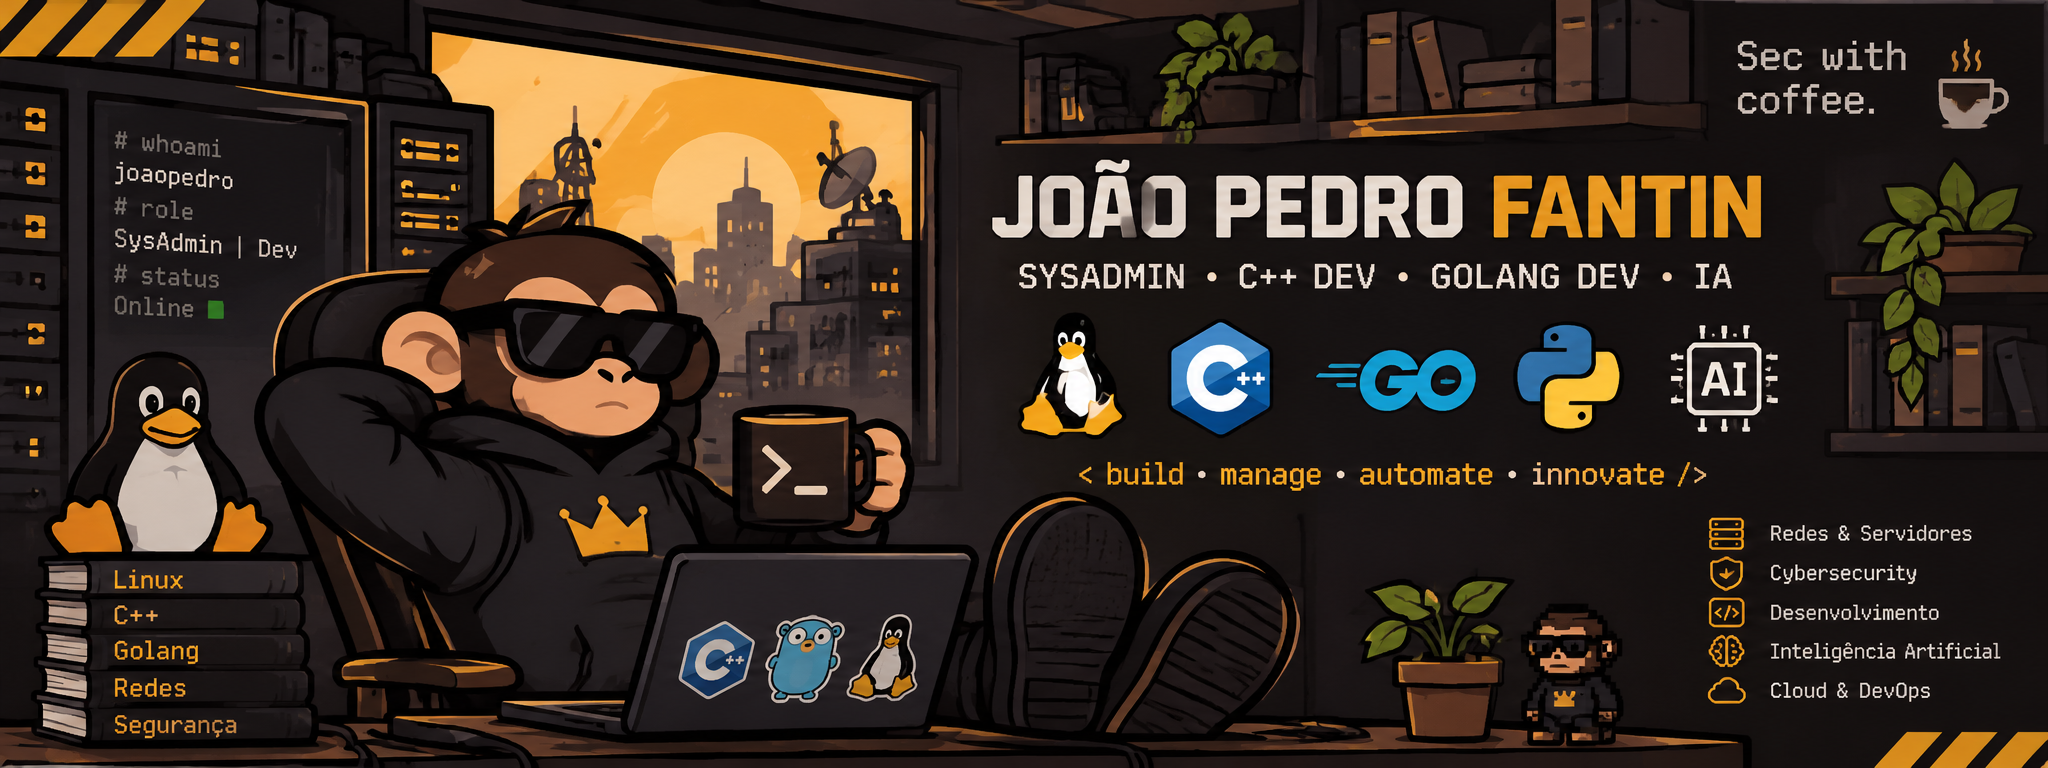 # whoami
joaopedro
# role
SysAdmin | Dev
# status
Online
Linux
C++
Golang
Redes
Segurança
>_
C++
Sec with
coffee.
JOÃO PEDRO FANTIN
SYSADMIN • C++ DEV • GOLANG DEV • IA
C++
GO
AI
< build • manage • automate • innovate />
Redes & Servidores
Cybersecurity
</> Desenvolvimento
Inteligência Artificial
Cloud & DevOps